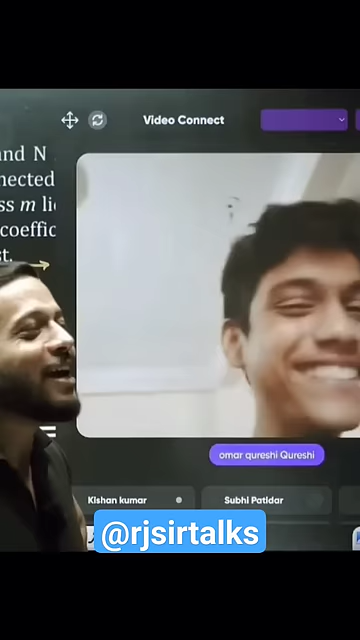 Video Connect
and N
nected
ss m li
coeffic
st.
omar qureshi Qureshi
Kishan kumar
Subhi Patidar
@rjsirtalks